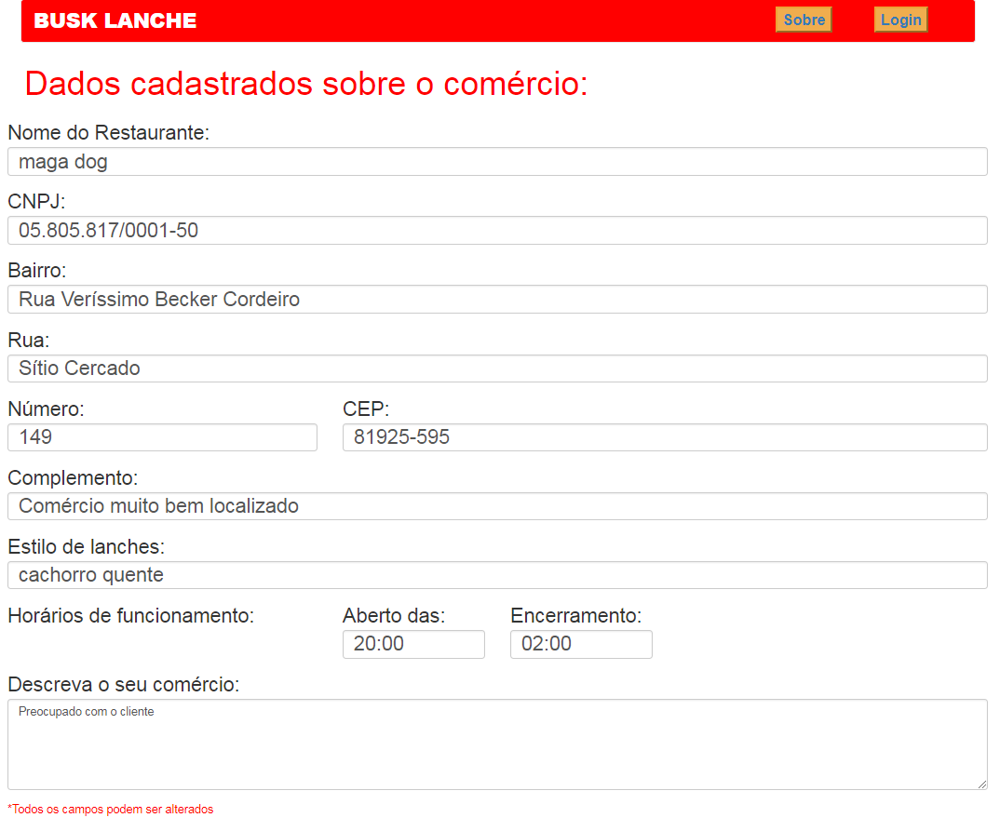 BUSK LANCHE Sobre Login
Dados cadastrados sobre o comércio:
Nome do Restaurante:
maga dog
CNPJ:
05.805.817/0001-50
Bairro:
Rua Veríssimo Becker Cordeiro
Rua:
Sítio Cercado
Número: CEP:
149 81925-595
Complemento:
Comércio muito bem localizado
Estilo de lanches:
cachorro quente
Horários de funcionamento: Aberto das: Encerramento:
20:00 02:00
Descreva o seu comércio:
Preocupado com o cliente
*Todos os campos podem ser alterados